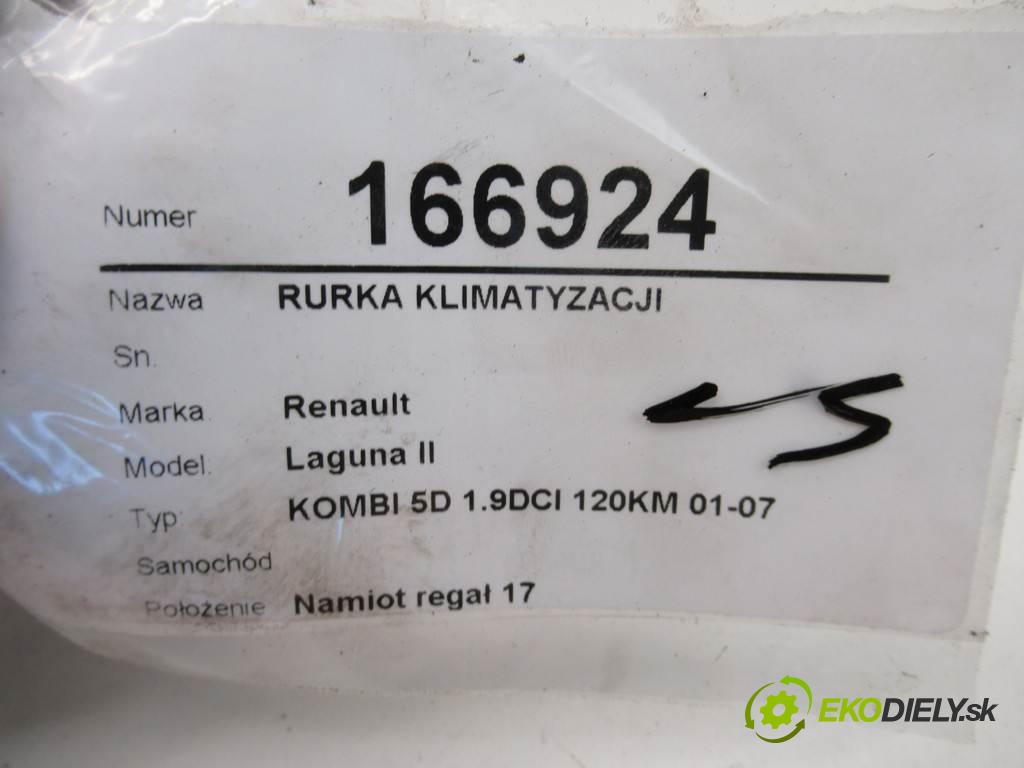 Numer 166924
Nazwa RURKA KLIMATYZACJI
Sn.
Marka Renault
Model. Laguna II
Typ KOMBI 5D 1.9DCI 120KM 01-07
Samochód
Położenie Namiot regał 17
EKODIELY.sk